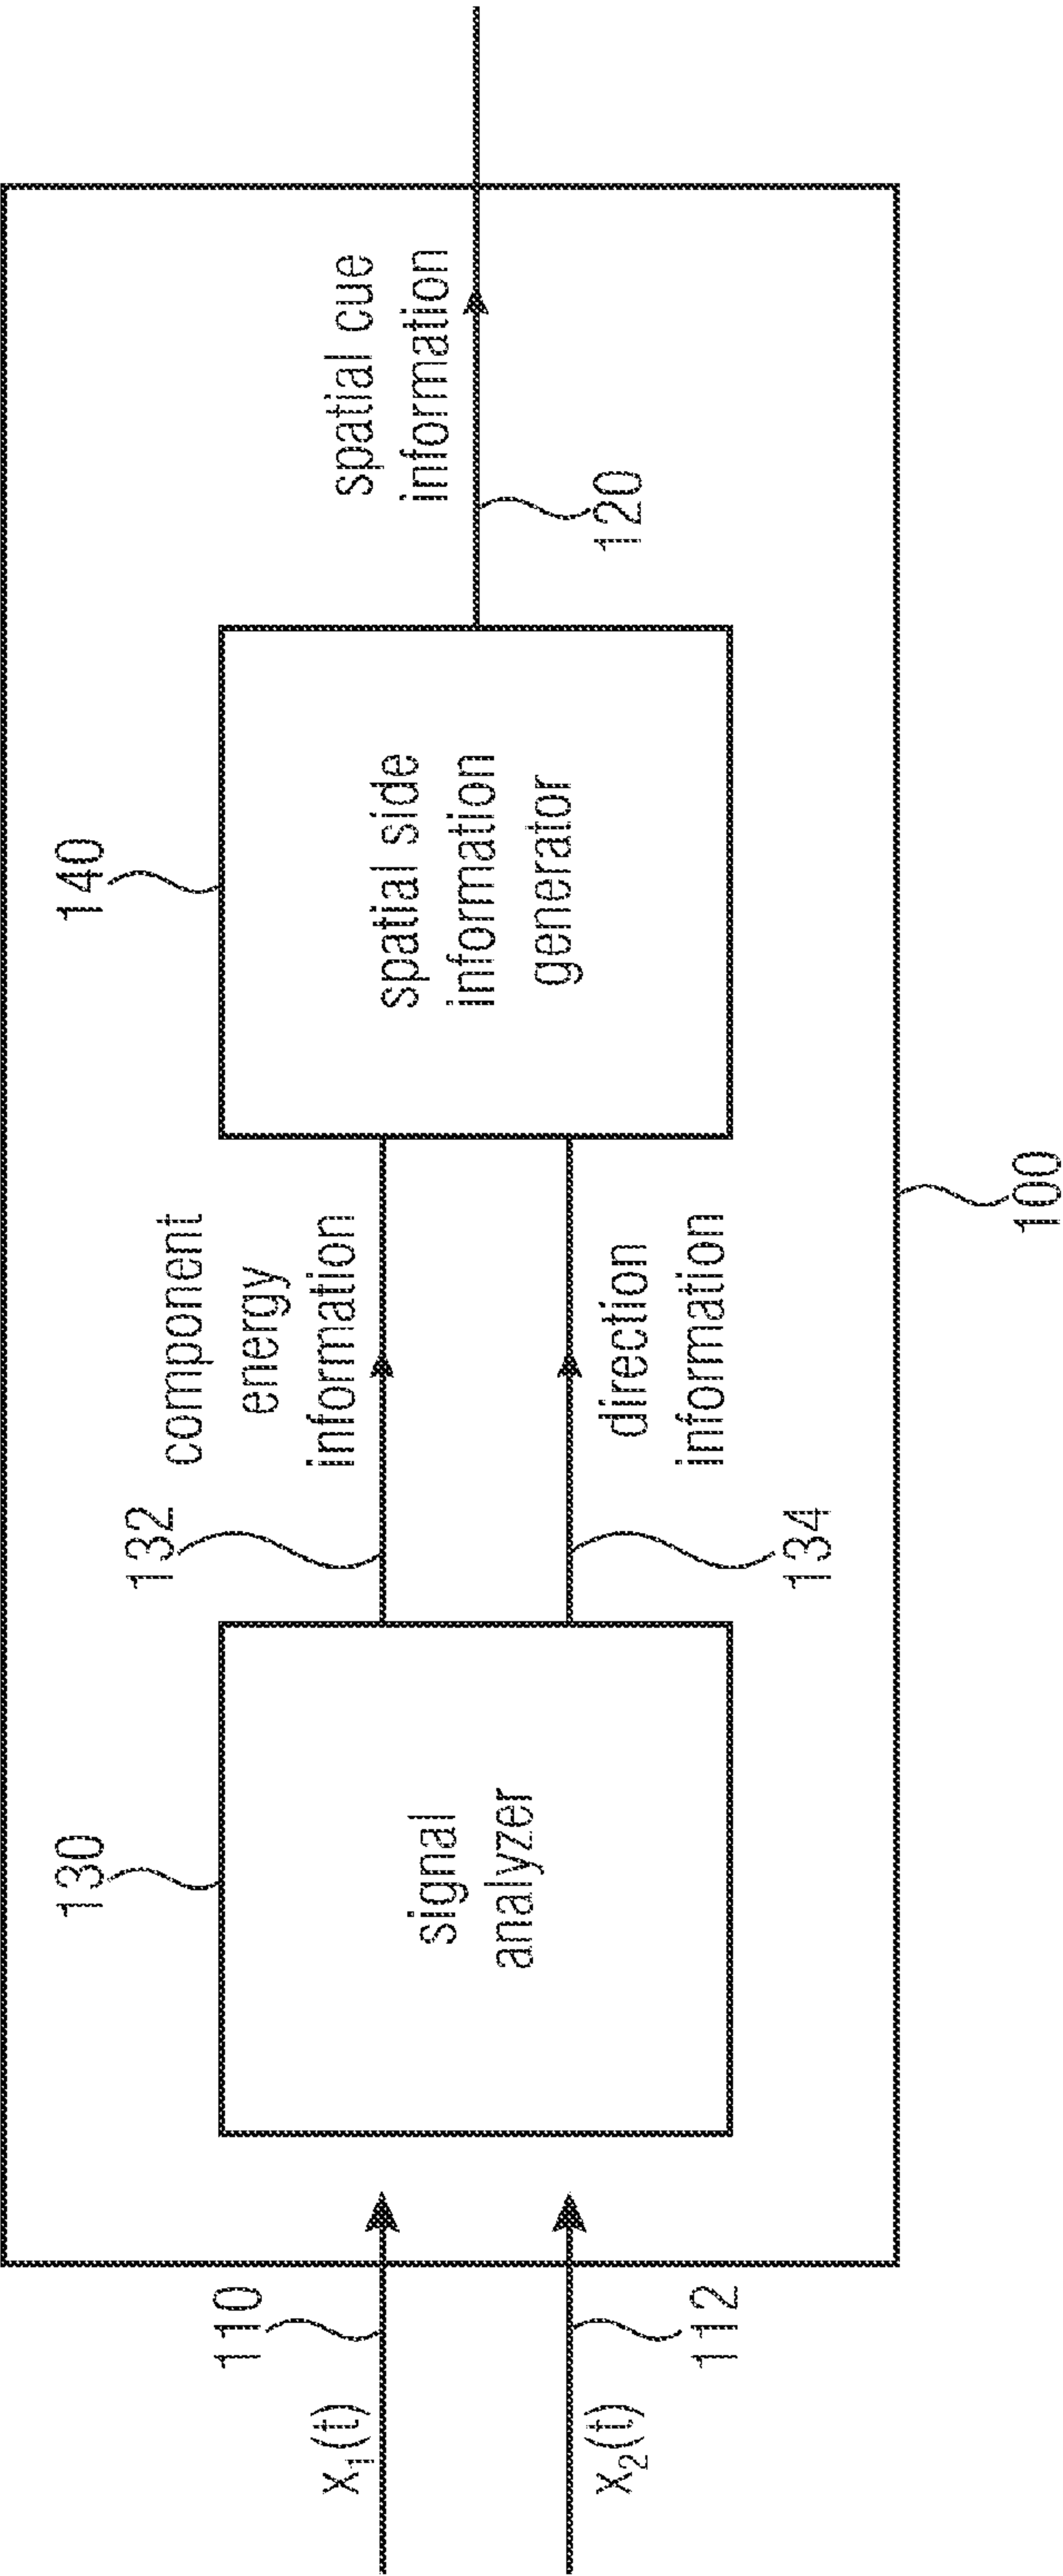 x1(t)
110
x2(t)
112
130
signal
analyzer
132
component
energy
information
direction
information
134
140
spatial side
information
generator
spatial cue
information
120
100